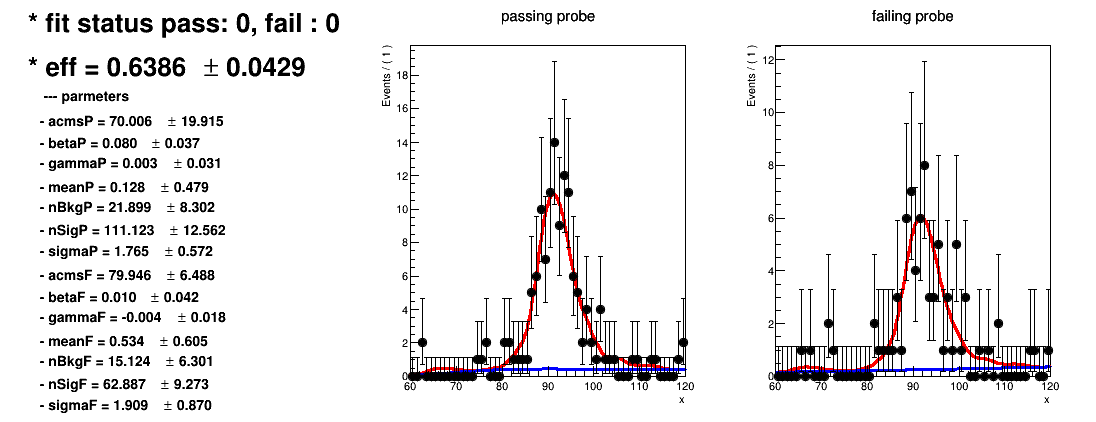 * fit status pass: 0, fail : 0
* eff = 0.6386 ± 0.0429
--- parmeters
- acmsP = 70.006 ± 19.915
- betaP = 0.080 ± 0.037
- gammaP = 0.003 ± 0.031
- meanP = 0.128 ± 0.479
- nBkgP = 21.899 ± 8.302
- nSigP = 111.123 ± 12.562
- sigmaP = 1.765 ± 0.572
- acmsF = 79.946 ± 6.488
- betaF = 0.010 ± 0.042
- gammaF = -0.004 ± 0.018
- meanF = 0.534 ± 0.605
- nBkgF = 15.124 ± 6.301
- nSigF = 62.887 ± 9.273
- sigmaF = 1.909 ± 0.870
passing probe
Events / ( 1 )
18
16
14
12
10
8
6
4
2
0
60 70 80 90 100 110 120
x
failing probe
Events / ( 1 )
12
10
8
6
4
2
0
60 70 80 90 100 110 120
x